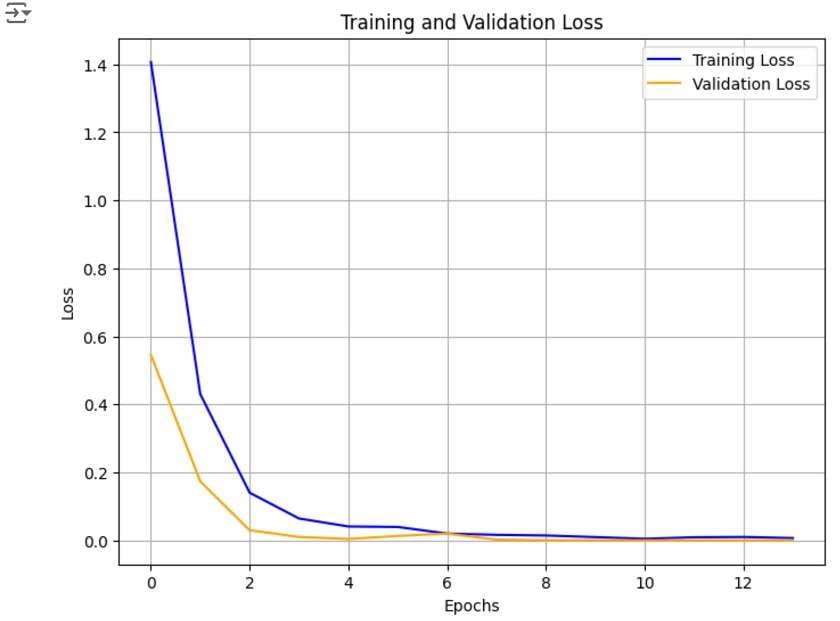 Training and Validation Loss
Training Loss
Validation Loss
1.4
1.2
1.0
0.8
0.6
0.4
0.2
0.0
Loss
0 2 4 6 8 10 12
Epochs